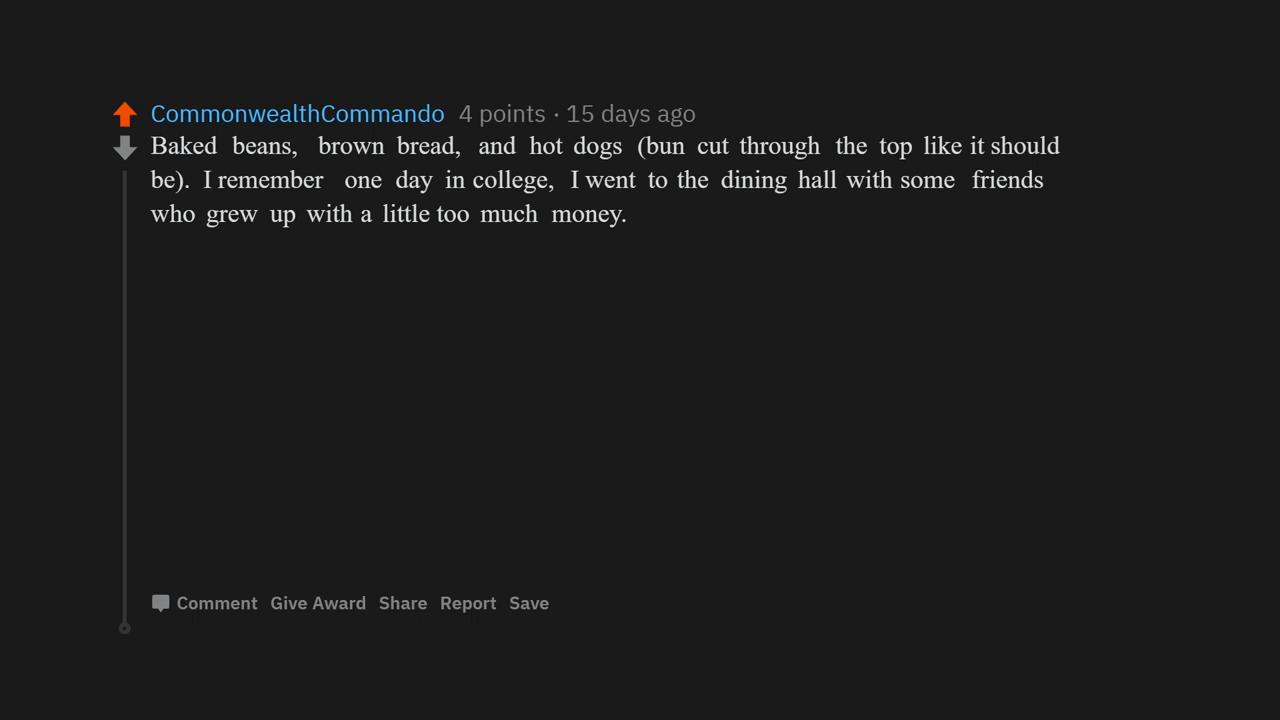 CommonwealthCommando 4 points · 15 days ago
Baked beans, brown bread, and hot dogs (bun cut through the top like it should
be). I remember one day in college, I went to the dining hall with some friends
who grew up with a little too much money.
Comment Give Award Share Report Save